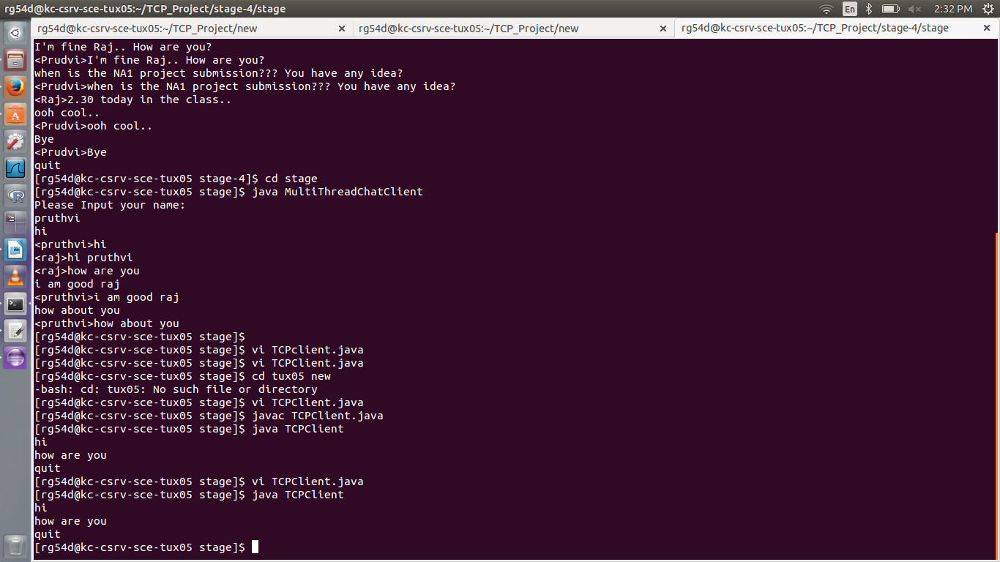 rg54d@kc-csrv-sce-tux05:~/TCP_Project/stage-4/stage
En
2:32 PM
rg54d@kc-csrv-sce-tux05:~/TCP_Project/new
rg54d@kc-csrv-sce-tux05:~/TCP_Project/new
rg54d@kc-csrv-sce-tux05:~/TCP_Project/stage-4/stage
I'm fine Raj.. How are you?
<Prudvi>I'm fine Raj.. How are you?
when is the NA1 project submission??? You have any idea?
<Prudvi>when is the NA1 project submission??? You have any idea?
<Raj>2.30 today in the class..
ooh cool..
<Prudvi>ooh cool..
Bye
<Prudvi>Bye
quit
[rg54d@kc-csrv-sce-tux05 stage-4]$ cd stage
[rg54d@kc-csrv-sce-tux05 stage]$ java MultiThreadChatClient
Please Input your name:
pruthvi
hi
<pruthvi>hi
<raj>hi pruthvi
<raj>how are you
i am good raj
<pruthvi>i am good raj
how about you
<pruthvi>how about you
[rg54d@kc-csrv-sce-tux05 stage]$
[rg54d@kc-csrv-sce-tux05 stage]$ vi TCPclient.java
[rg54d@kc-csrv-sce-tux05 stage]$ vi TCPclient.java
[rg54d@kc-csrv-sce-tux05 stage]$ cd tux05 new
-bash: cd: tux05: No such file or directory
[rg54d@kc-csrv-sce-tux05 stage]$ vi TCPClient.java
[rg54d@kc-csrv-sce-tux05 stage]$ javac TCPClient.java
[rg54d@kc-csrv-sce-tux05 stage]$ java TCPClient
hi
how are you
quit
[rg54d@kc-csrv-sce-tux05 stage]$ vi TCPClient.java
[rg54d@kc-csrv-sce-tux05 stage]$ java TCPClient
hi
how are you
quit
[rg54d@kc-csrv-sce-tux05 stage]$